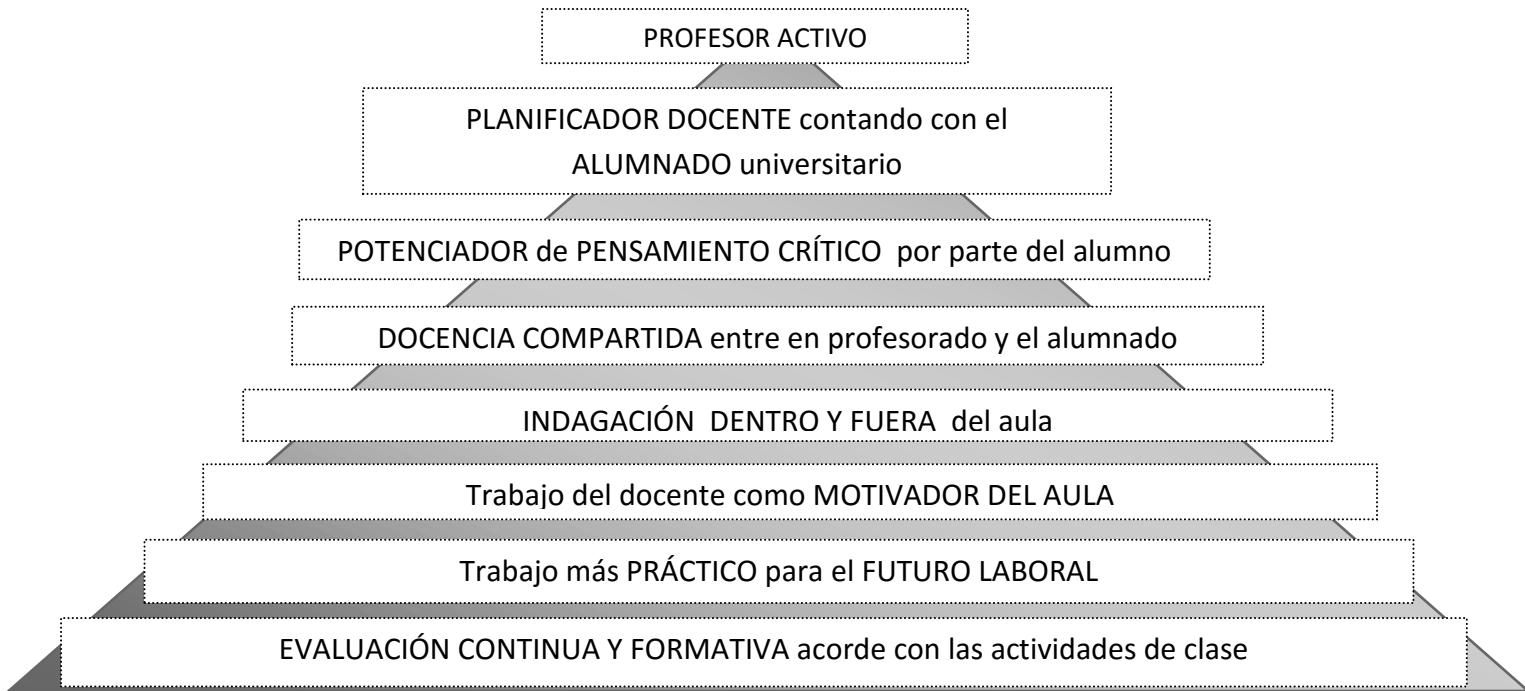 PROFESOR ACTIVO
PLANIFICADOR DOCENTE contando con el
ALUMNADO universitario
POTENCIADOR de PENSAMIENTO CRÍTICO por parte del alumno
DOCENCIA COMPARTIDA entre en profesorado y el alumnado
INDAGACIÓN DENTRO Y FUERA del aula
Trabajo del docente como MOTIVADOR DEL AULA
Trabajo más PRÁCTICO para el FUTURO LABORAL
EVALUACIÓN CONTINUA Y FORMATIVA acorde con las actividades de clase